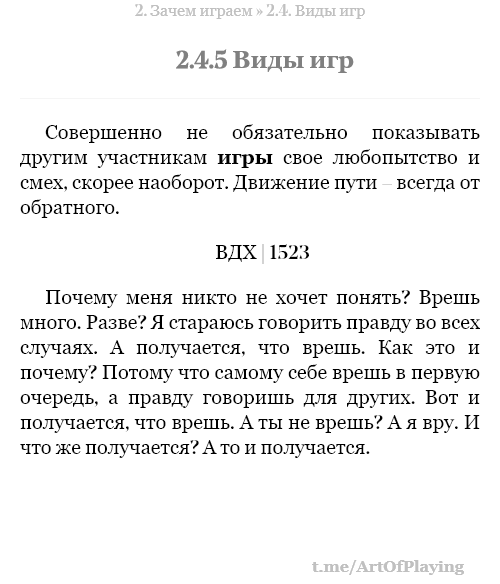 2. Зачем играем » 2.4. Виды игр
2.4.5 Виды игр
Совершенно не обязательно показывать
другим участникам игры свое любопытство и
смех, скорее наоборот. Движение пути – всегда от
обратного.
ВДХ | 1523
Почему меня никто не хочет понять? Врешь
много. Разве? Я стараюсь говорить правду во всех
случаях. А получается, что врешь. Как это и
почему? Потому что самому себе врешь в первую
очередь, а правду говоришь для других. Вот и
получается, что врешь. А ты не врешь? А я вру. И
что же получается? А то и получается.
t.me/ArtOfPlaying